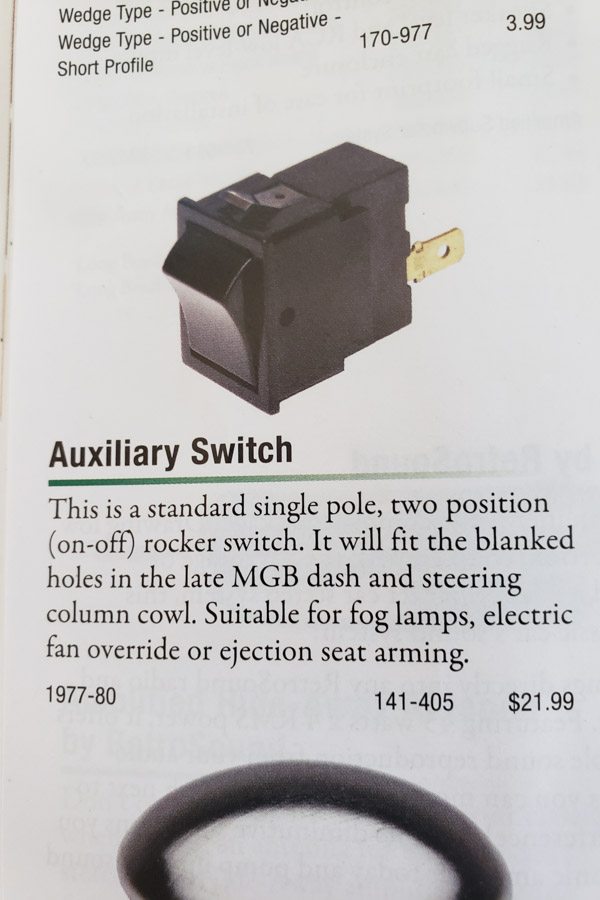 Wedge Type - Positive or
Wedge Type - Positive or Negative -
Short Profile
170-977
3.99
Auxiliary Switch
This is a standard single pole, two position
(on-off) rocker switch. It will fit the blanked
holes in the late MGB dash and steering
column cowl. Suitable for fog lamps, electric
fan override or ejection seat arming.
1977-80 141-405 $21.99